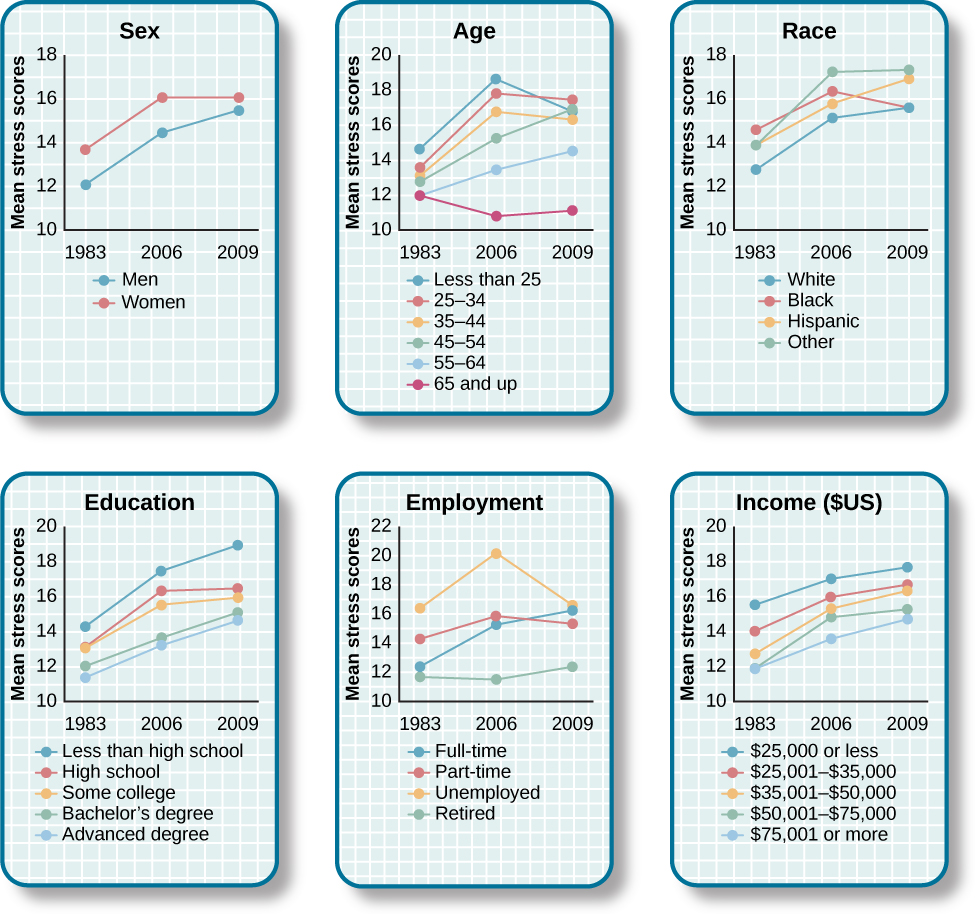 Sex
Mean stress scores
18
16
14
12
10
1983 2006 2009
Men
Women
Age
Mean stress scores
20
18
16
14
12
10
1983 2006 2009
Less than 25
25–34
35–44
45–54
55–64
65 and up
Race
Mean stress scores
18
16
14
12
10
1983 2006 2009
White
Black
Hispanic
Other
Education
Mean stress scores
20
18
16
14
12
10
1983 2006 2009
Less than high school
High school
Some college
Bachelor’s degree
Advanced degree
Employment
Mean stress scores
22
20
18
16
14
12
10
1983 2006 2009
Full-time
Part-time
Unemployed
Retired
Income ($US)
Mean stress scores
20
18
16
14
12
10
1983 2006 2009
$25,000 or less
$25,001–$35,000
$35,001–$50,000
$50,001–$75,000
$75,001 or more